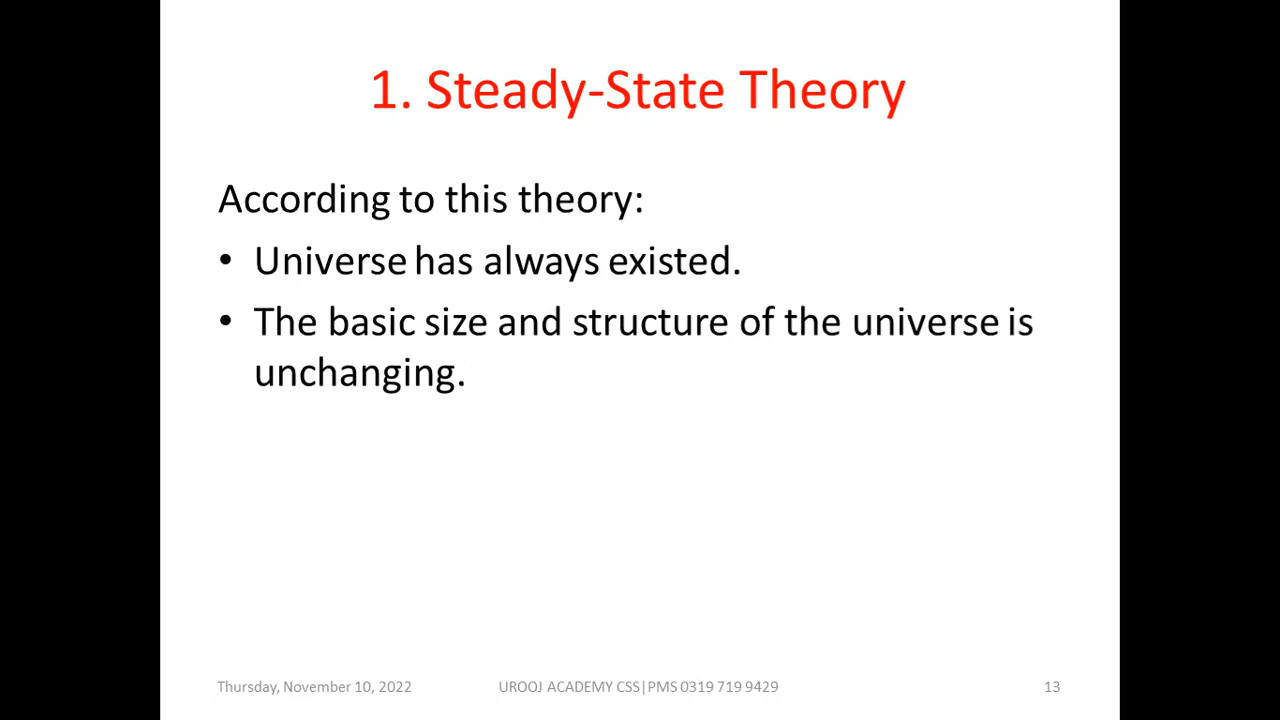 1. Steady-State Theory
According to this theory:
• Universe has always existed.
• The basic size and structure of the universe is
unchanging.
Thursday, November 10, 2022 UROOJ ACADEMY CSS|PMS 0319 719 9429 13